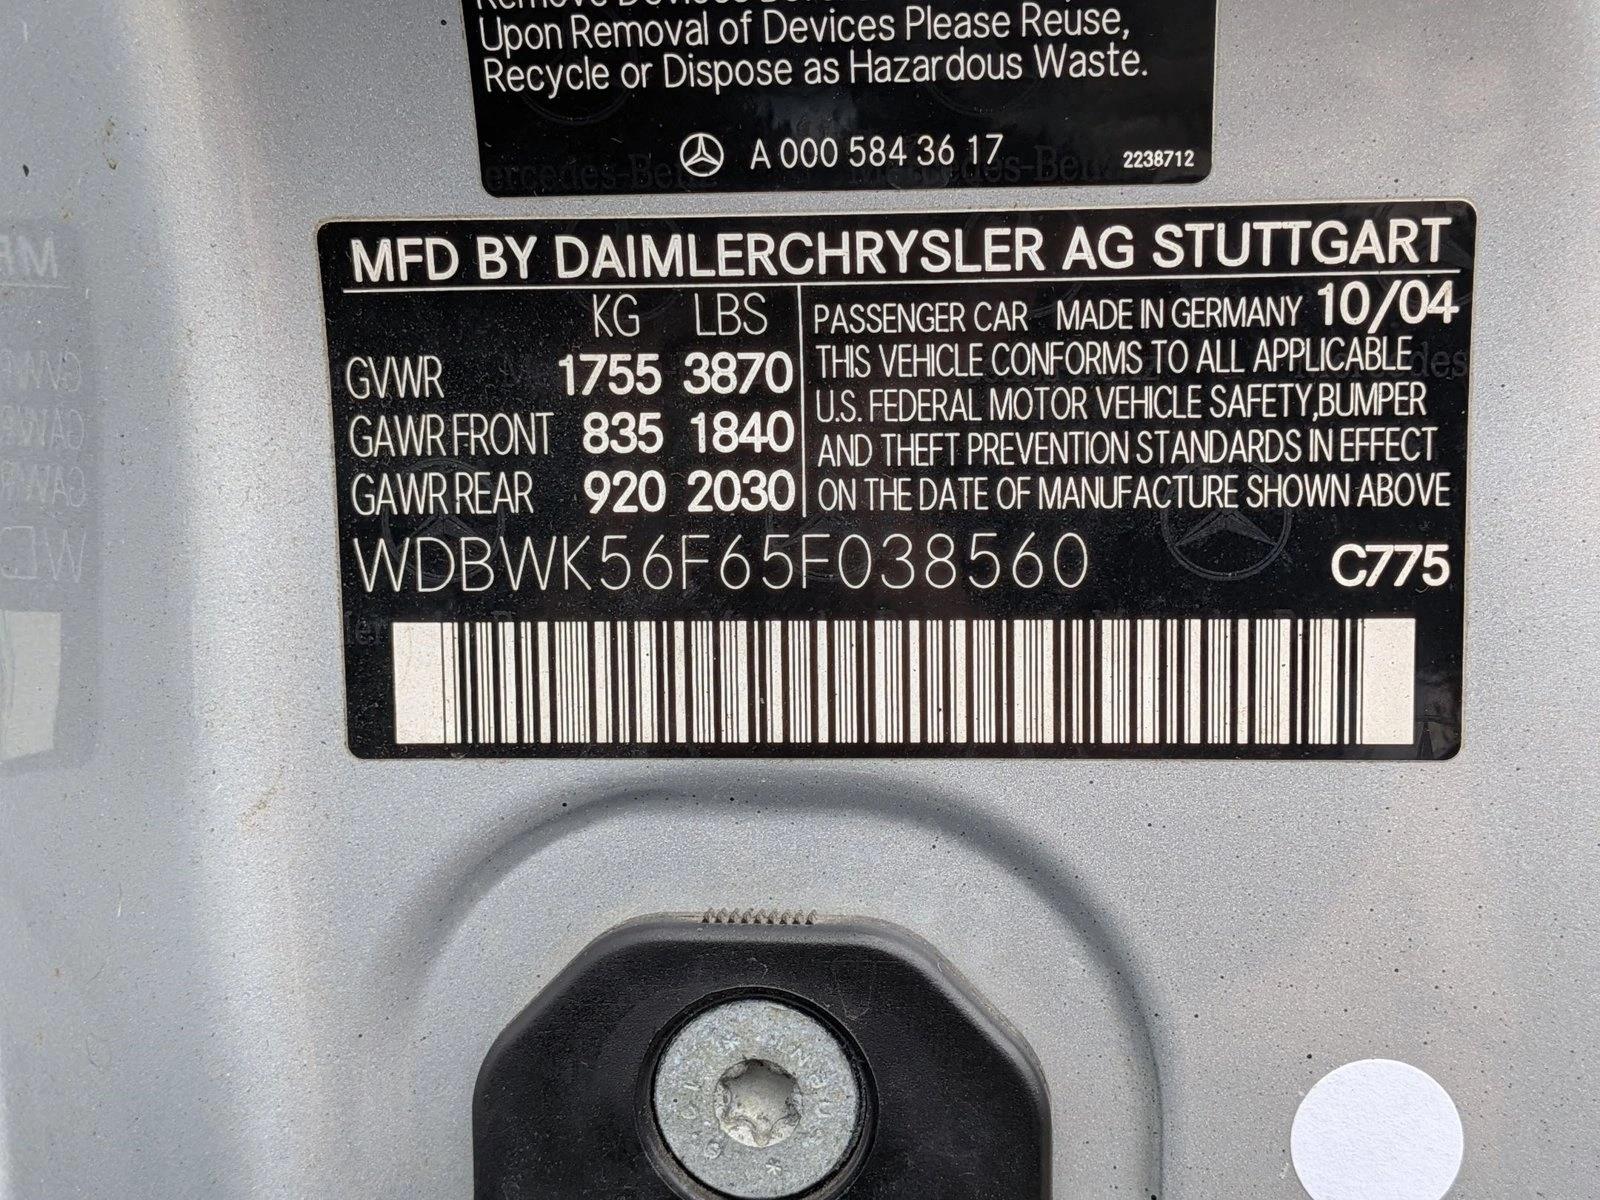 Upon Removal of Devices Please Reuse,
Recycle or Dispose as Hazardous Waste.
A 000 584 36 17
2238712
MFD BY DAIMLERCHRYSLER AG STUTTGART
KG LBS
GVWR 1755 3870
GAWR FRONT 835 1840
GAWR REAR 920 2030
PASSENGER CAR MADE IN GERMANY 10/04
THIS VEHICLE CONFORMS TO ALL APPLICABLE
U.S. FEDERAL MOTOR VEHICLE SAFETY,BUMPER
AND THEFT PREVENTION STANDARDS IN EFFECT
ON THE DATE OF MANUFACTURE SHOWN ABOVE
WDBWK56F65F038560
C775